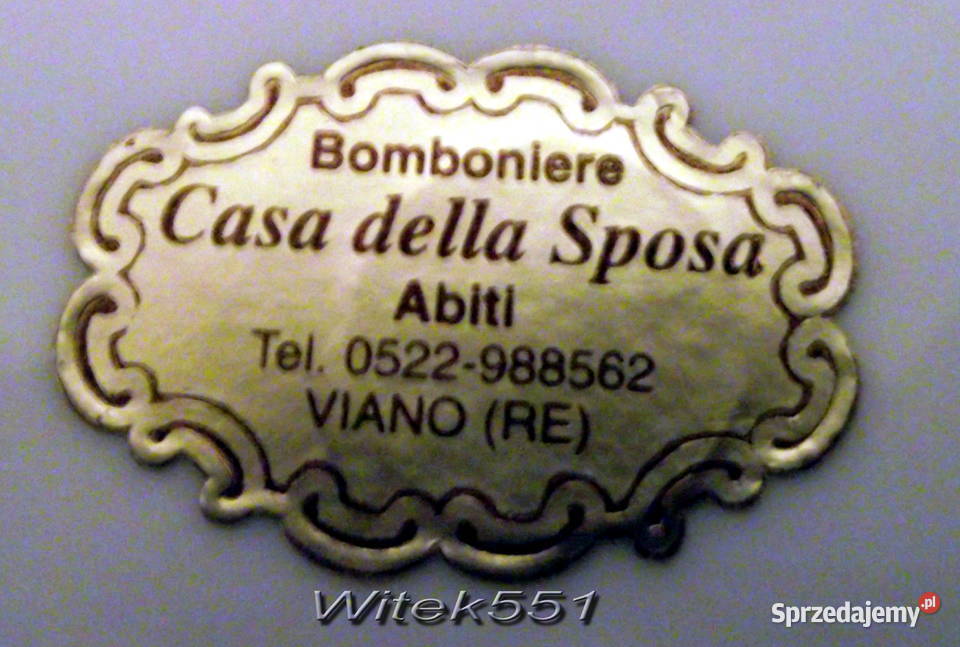 Bomboniere
Casa della Sposa
Abiti
Tel. 0522-988562
VIANO (RE)
Witek551
Sprzedajemy.pl